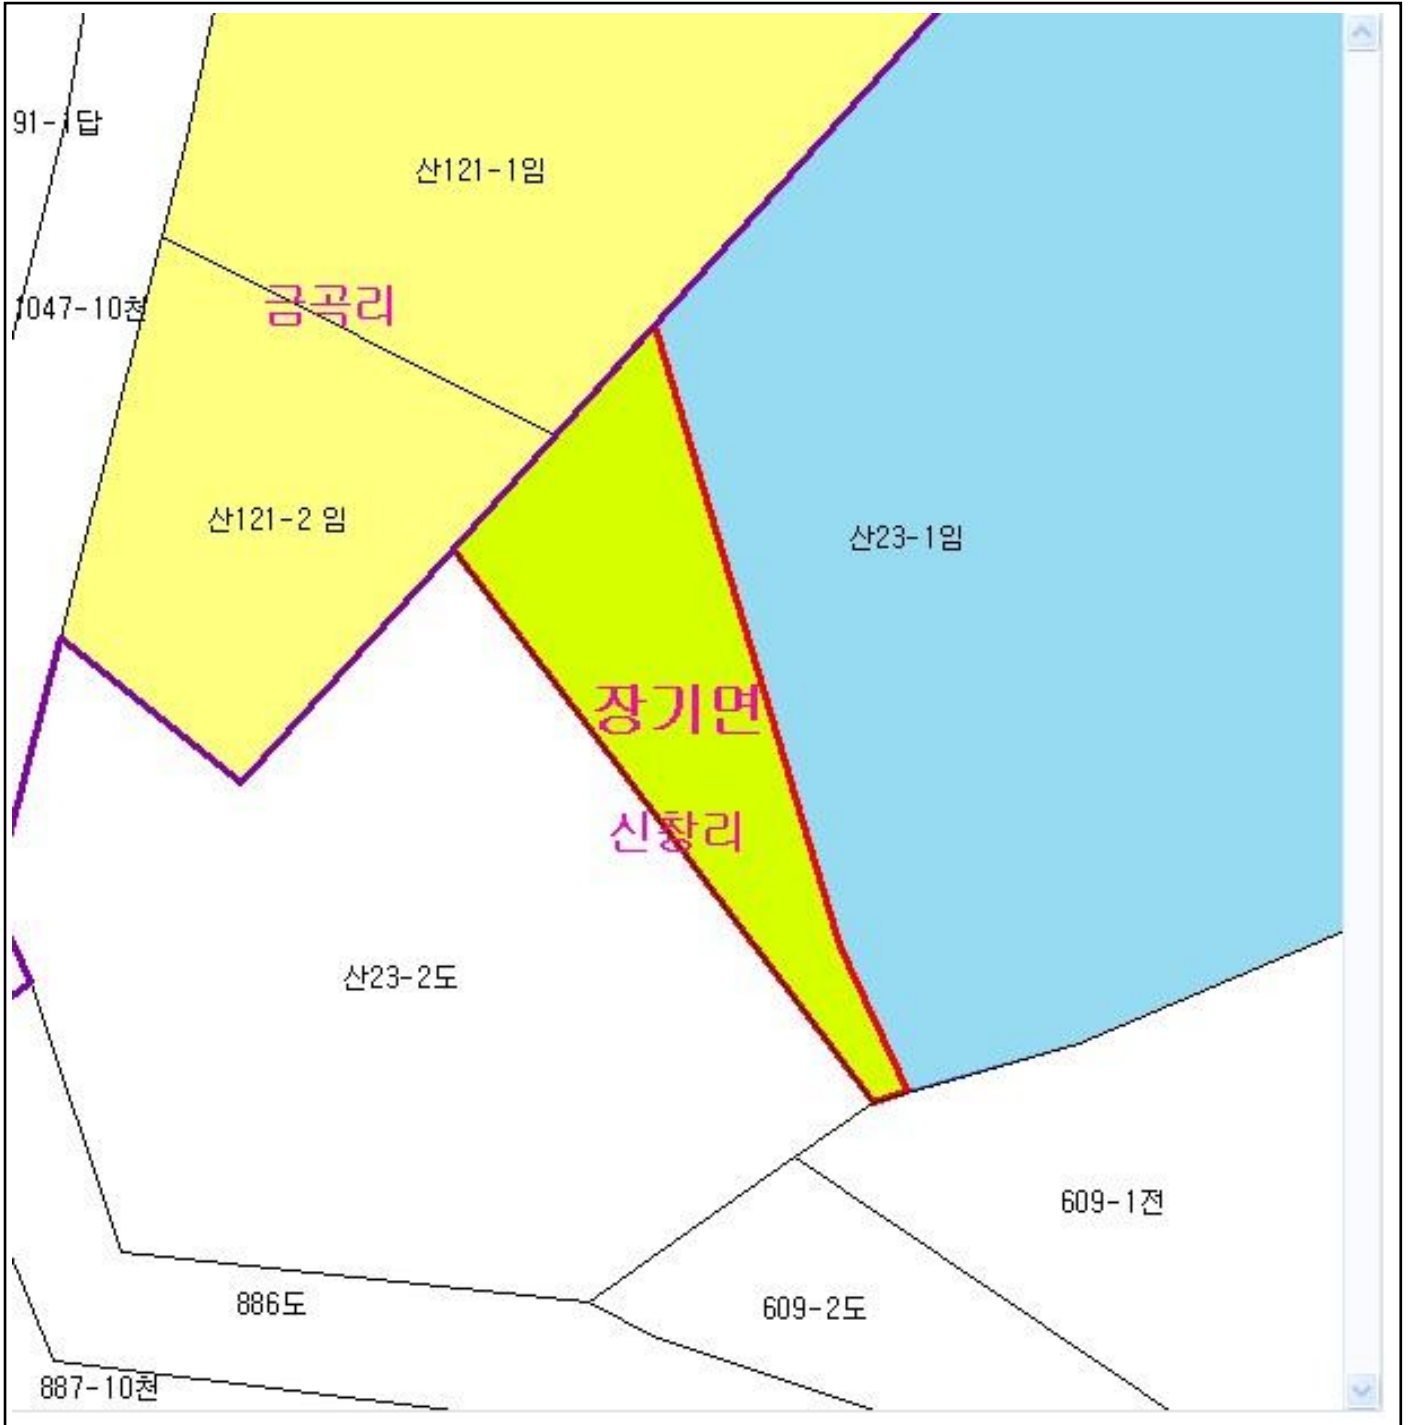 91-1답
산121-1임
금곡리
1047-10천
산121-2 임
산23-1임
장기면
신창리
산23-2도
609-1전
886도
609-2도
887-10천